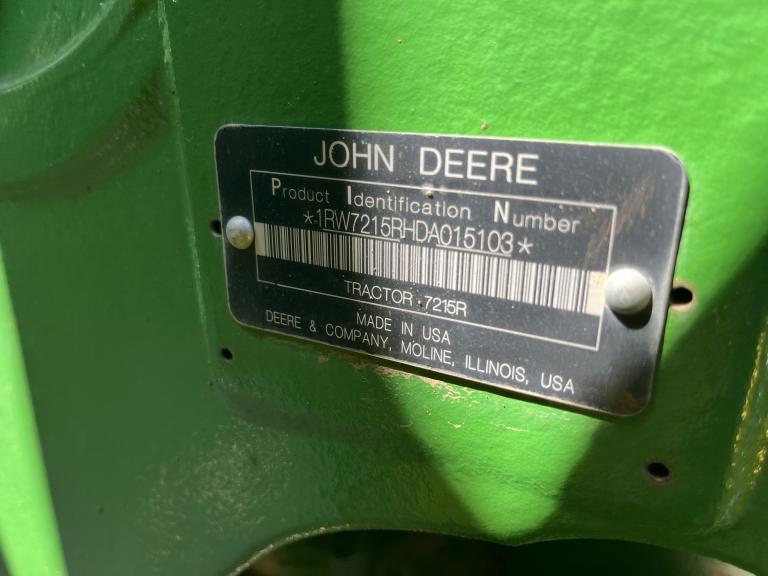 JOHN DEERE
Product Identification Number
*1RW7215RHDA015103*
TRACTOR 7215R
MADE IN USA
DEERE & COMPANY, MOLINE, ILLINOIS, USA